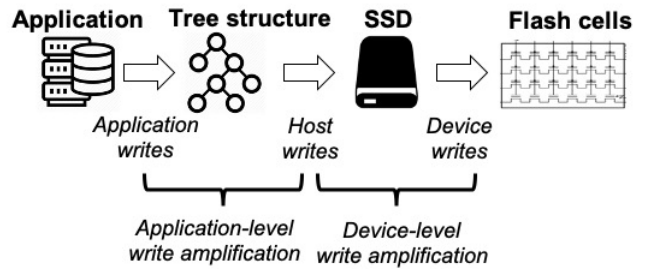 Application
Tree structure
SSD
Flash cells
Application
writes
Host
writes
Device
writes
Application-level
write amplification
Device-level
write amplification